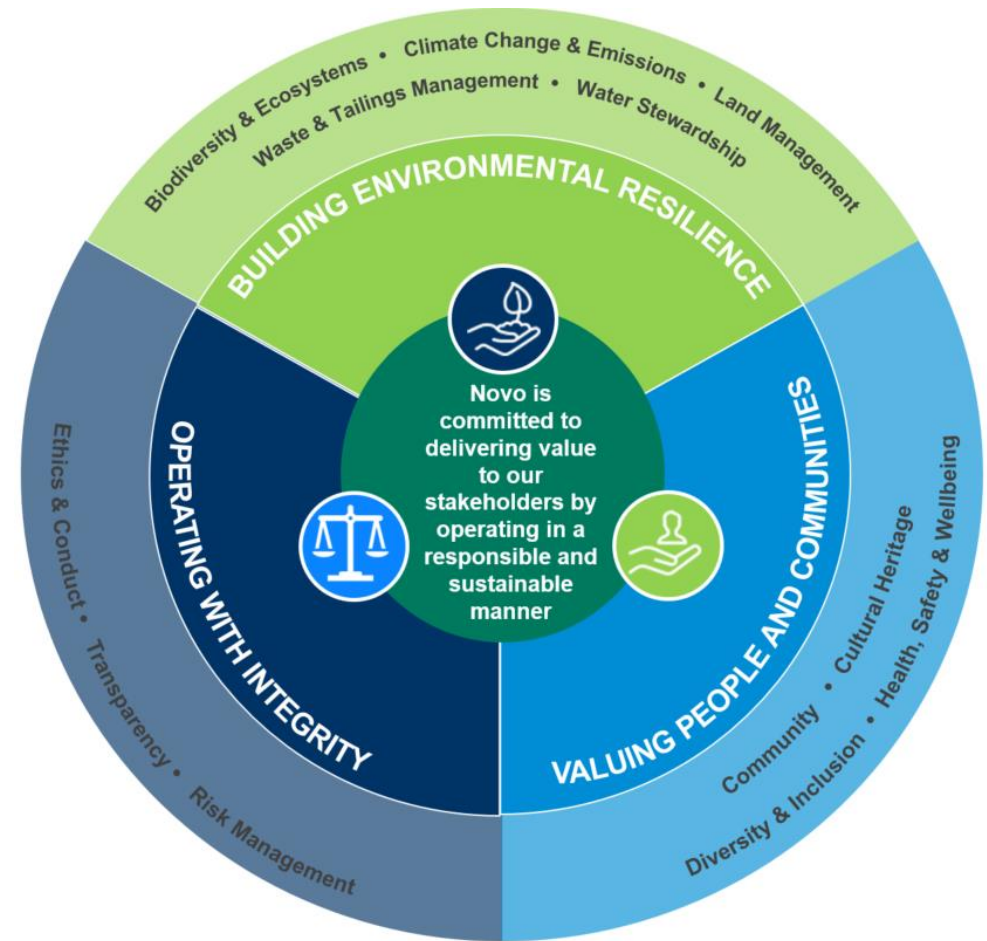 Biodiversity & Ecosystems • Climate Change & Emissions • Land Management
Waste & Tailings Management • Water Stewardship
BUILDING ENVIRONMENTAL RESILIENCE
Novo is
committed to
delivering value
to our
stakeholders by
operating in a
responsible and
sustainable
manner
OPERATING WITH INTEGRITY
Ethics & Conduct • Transparency • Risk Management
VALUING PEOPLE AND COMMUNITIES
Community • Cultural Heritage
Diversity & Inclusion • Health, Safety & Wellbeing